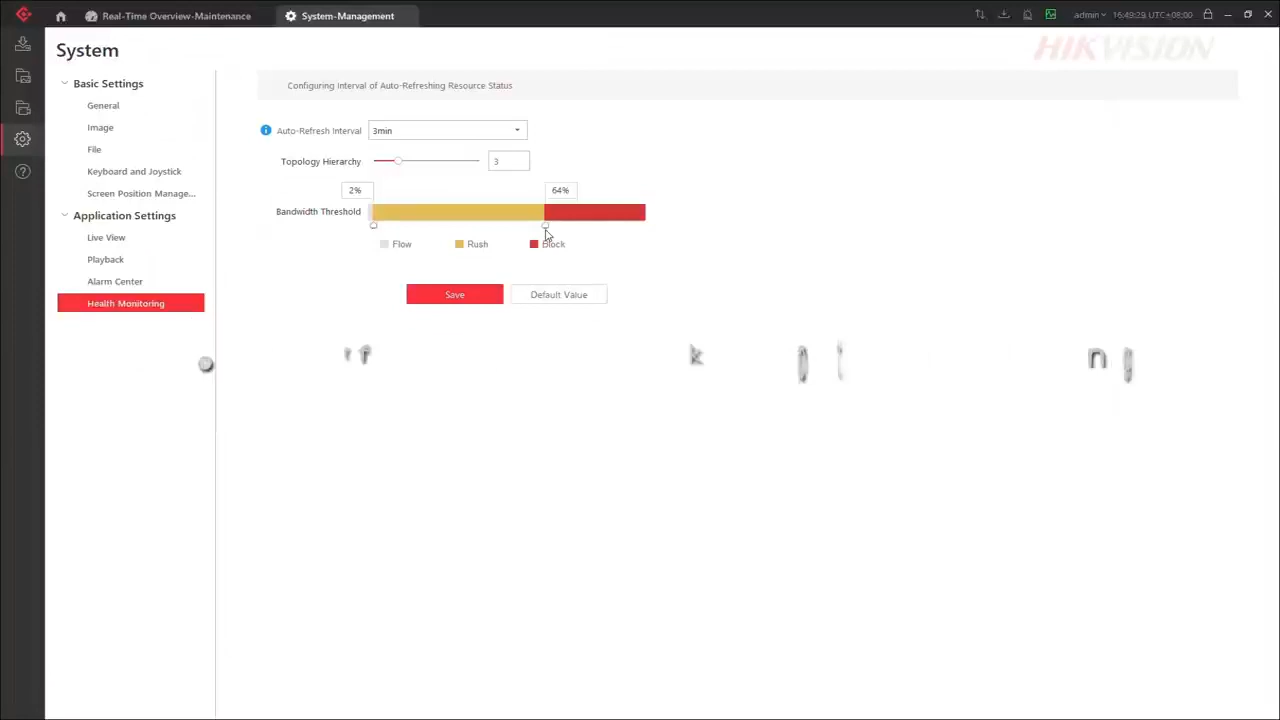 Real-Time Overview-Maintenance
System-Management
admin
16:49:29, UTC+08:00
System
HIKVISION
Basic Settings
General
Image
File
Keyboard and Joystick
Screen Position Manage...
Application Settings
Live View
Playback
Alarm Center
Health Monitoring
Configuring Interval of Auto-Refreshing Resource Status
Auto-Refresh Interval
3min
Topology Hierarchy
3
2%
64%
Bandwidth Threshold
Flow
Rush
Block
Save
Default Value